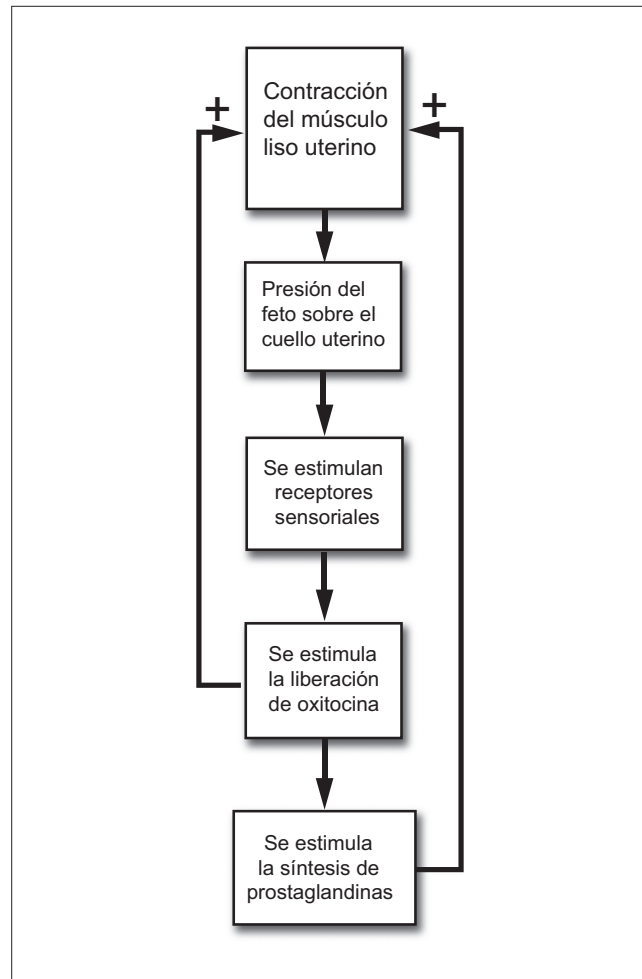 +
+
Contracción
del músculo
liso uterino
Presión del
feto sobre el
cuello uterino
Se estimulan
receptores
sensoriales
Se estimula
la liberación
de oxitocina
Se estimula
la síntesis de
prostaglandinas